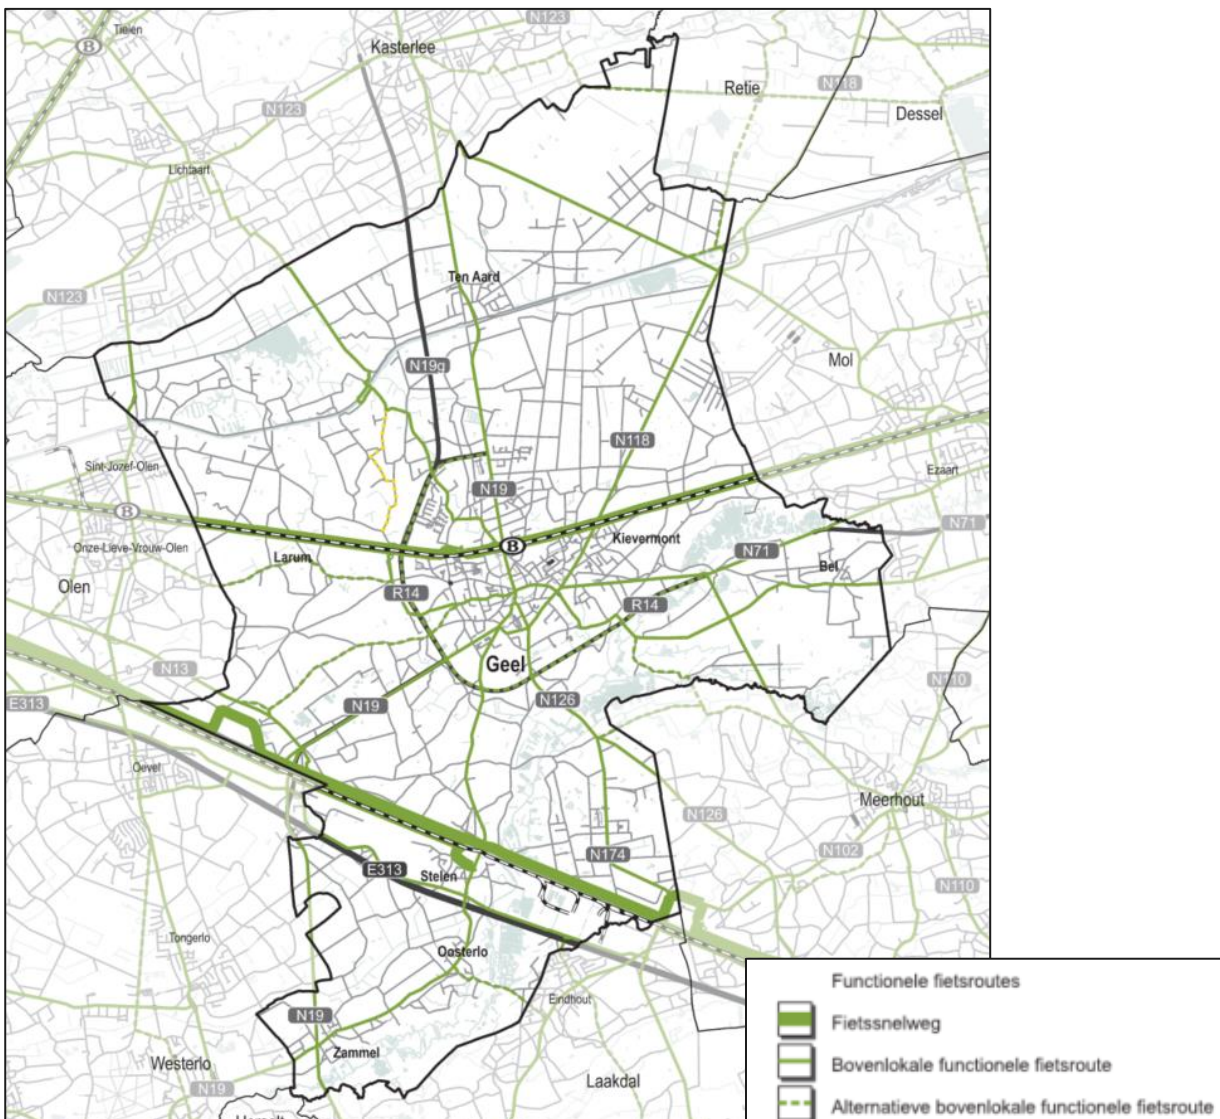 N123
Tielen
B
Kasterlee
Retie
N118
N123
Dessel
Lichtaart
Ten Aard
N123
Mol
N19g
N118
Sint-Jozef-Olen
Ezaart
N19
B
N71
Kievermont
B
Onze-Lieve-Vrouw-Olen
Larum
N71
Bel
Olen
R14
R14
Geel
N13
N110
N126
E313
N19
Oevel
Meerhout
N126
N102
N174
E313
Stelen
N110
Tongerlo
Oosterlo
Eindhout
N19
Zammel
Westerlo
Laakdal
N19
Functionele fietsroutes
Fietssnelweg
Bovenlokale functionele fietsroute
Alternatieve bovenlokale functionele fietsroute